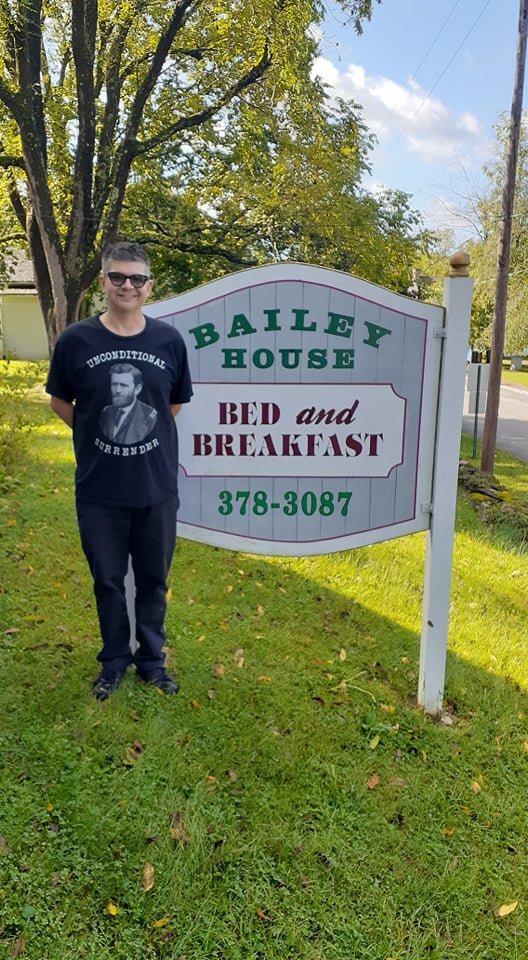 UNCONDITIONAL
SURRENDER
BAILEY
HOUSE
BED and
BREAKFAST
378-3087